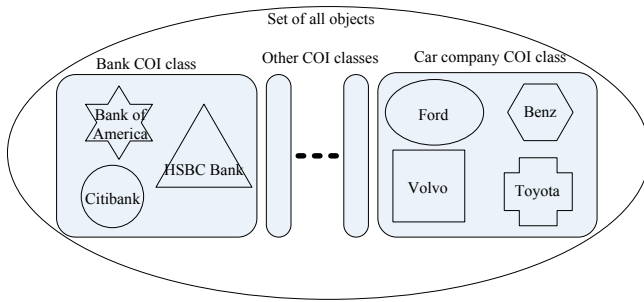 Set of all objects
Bank COI class
Other COI classes
Car company COI class
Bank of
America
HSBC Bank
Citibank
Ford
Benz
Volvo
Toyota